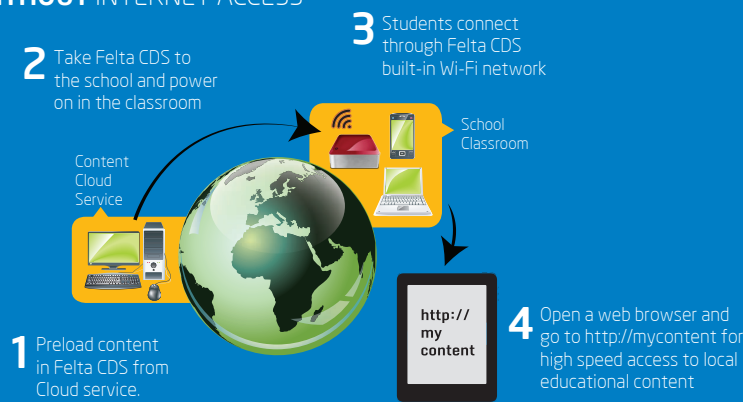 INTERNET ACCESS
2 Take Felta CDS to
the school and power
on in the classroom
3 Students connect
through Felta CDS
built-in Wi-Fi network
School
Classroom
Content
Cloud
Service
1 Preload content
in Felta CDS from
Cloud service.
http://
my
content
4 Open a web browser and
go to http://mycontent for
high speed access to local
educational content